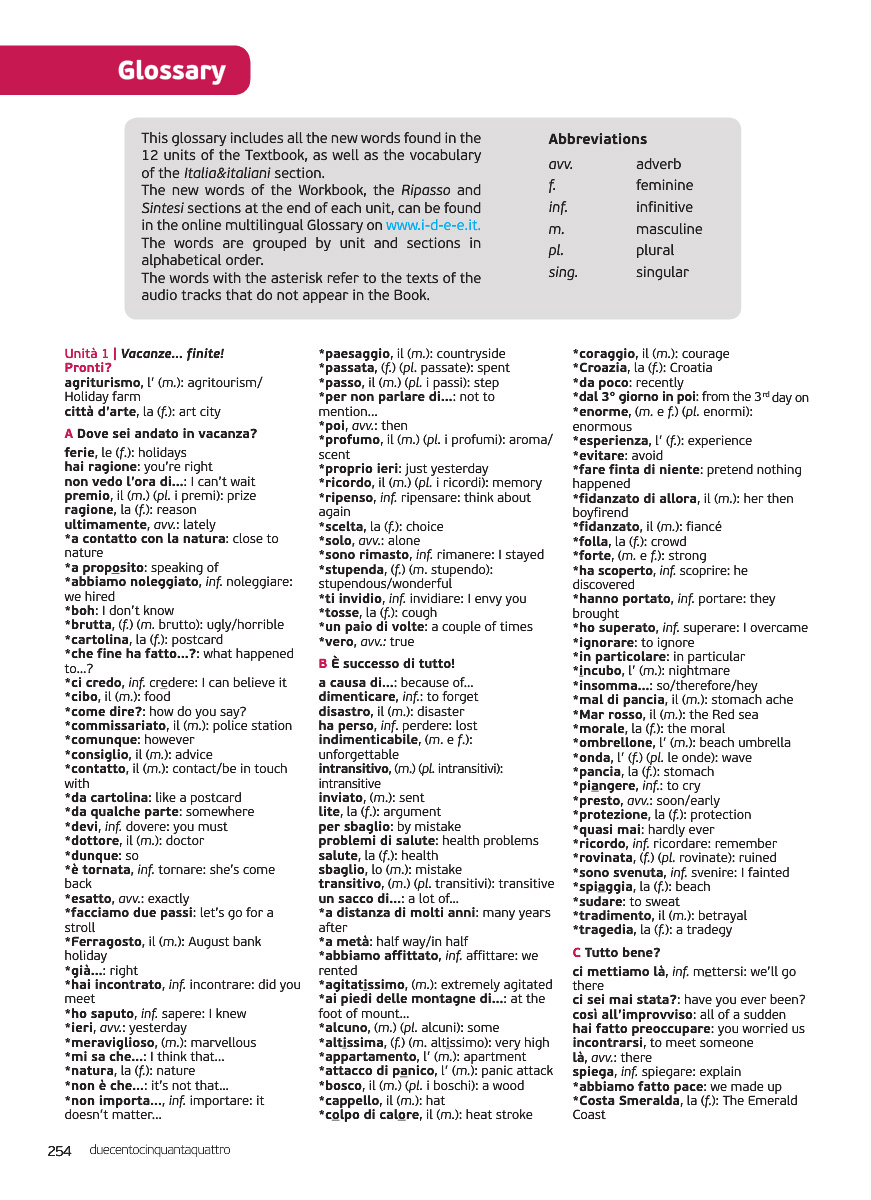 Glossary
This glossary includes all the new words found in the
12 units of the Textbook, as well as the vocabulary
of the Italia&italiani section.
The new words of the Workbook, the Ripasso and
Sintesi sections at the end of each unit, can be found
in the online multilingual Glossary on www.i-d-e-e.it.
The words are grouped by unit and sections in
alphabetical order.
The words with the asterisk refer to the texts of the
audio tracks that do not appear in the Book.
Abbreviations
avv. adverb
f. feminine
inf. infinitive
m. masculine
pl. plural
sing. singular
Unità 1 | Vacanze... finite!
Pronti?
agriturismo, l' (m.): agritourism/
Holiday farm
città d'arte, la (f.): art city
A Dove sei andato in vacanza?
ferie, le (f.): holidays
hai ragione: you're right
non vedo l'ora di...: I can't wait
premio, il (m.) (pl. i premi): prize
ragione, la (f.): reason
ultimamente, avv.: lately
*a contatto con la natura: close to
nature
*a proposito: speaking of
*abbiamo noleggiato, inf. noleggiare:
we hired
*boh: I don't know
*brutta, (f.) (m. brutto): ugly/horrible
*cartolina, la (f.): postcard
*che fine ha fatto...?: what happened
to...?
*ci credo, inf. credere: I can believe it
*cibo, il (m.): food
*come dire?: how do you say?
*commissariato, il (m.): police station
*comunque: however
*consiglio, il (m.): advice
*contatto, il (m.): contact/be in touch
with
*da cartolina: like a postcard
*da qualche parte: somewhere
*devi, inf. dovere: you must
*dottore, il (m.): doctor
*dunque: so
*è tornata, inf. tornare: she's come
back
*esatto, avv.: exactly
*facciamo due passi: let's go for a
stroll
*Ferragosto, il (m.): August bank
holiday
*già...: right
*hai incontrato, inf. incontrare: did you
meet
*ho saputo, inf. sapere: I knew
*ieri, avv.: yesterday
*meraviglioso, (m.): marvellous
*mi sa che...: I think that...
*natura, la (f.): nature
*non è che...: it's not that...
*non importa..., inf. importare: it
doesn't matter...
*paesaggio, il (m.): countryside
*passata, (f.) (pl. passate): spent
*passo, il (m.) (pl. i passi): step
*per non parlare di...: not to
mention...
*poi, avv.: then
*profumo, il (m.) (pl. i profumi): aroma/
scent
*proprio ieri: just yesterday
*ricordo, il (m.) (pl. i ricordi): memory
*ripenso, inf. ripensare: think about
again
*scelta, la (f.): choice
*solo, avv.: alone
*sono rimasto, inf. rimanere: I stayed
*stupenda, (f.) (m. stupendo):
stupendous/wonderful
*ti invidio, inf. invidiare: I envy you
*tosse, la (f.): cough
*un paio di volte: a couple of times
*vero, avv.: true
B È successo di tutto!
a causa di...: because of...
dimenticare, inf.: to forget
disastro, il (m.): disaster
ha perso, inf. perdere: lost
indimenticabile, (m. e f.):
unforgettable
intransitivo, (m.) (pl. intransitivi):
intransitive
inviato, (m.): sent
lite, la (f.): argument
per sbaglio: by mistake
problemi di salute: health problems
salute, la (f.): health
sbaglio, lo (m.): mistake
transitivo, (m.) (pl. transitivi): transitive
un sacco di...: a lot of...
*a distanza di molti anni: many years
after
*a metà: half way/in half
*abbiamo affittato, inf. affittare: we
rented
*agitatissimo, (m.): extremely agitated
*ai piedi delle montagne di...: at the
foot of mount...
*alcuno, (m.) (pl. alcuni): some
*altissima, (f.) (m. altissimo): very high
*appartamento, l' (m.): apartment
*attacco di panico, l' (m.): panic attack
*bosco, il (m.) (pl. i boschi): a wood
*cappello, il (m.): hat
*colpo di calore, il (m.): heat stroke
*coraggio, il (m.): courage
*Croazia, la (f.): Croatia
*da poco: recently
*dal 3° giorno in poi: from the 3rd day on
*enorme, (m. e f.) (pl. enormi):
enormous
*esperienza, l' (f.): experience
*evitare: avoid
*fare finta di niente: pretend nothing
happened
*fidanzato di allora, il (m.): her then
boyfirend
*fidanzato, il (m.): fiancé
*folla, la (f.): crowd
*forte, (m. e f.): strong
*ha scoperto, inf. scoprire: he
discovered
*hanno portato, inf. portare: they
brought
*ho superato, inf. superare: I overcame
*ignorare: to ignore
*in particolare: in particular
*incubo, l' (m.): nightmare
*insomma...: so/therefore/hey
*mal di pancia, il (m.): stomach ache
*Mar rosso, il (m.): the Red sea
*morale, la (f.): the moral
*ombrellone, l' (m.): beach umbrella
*onda, l' (f.) (pl. le onde): wave
*pancia, la (f.): stomach
*piangere, inf.: to cry
*presto, avv.: soon/early
*protezione, la (f.): protection
*quasi mai: hardly ever
*ricordo, inf. ricordare: remember
*rovinata, (f.) (pl. rovinate): ruined
*sono svenuta, inf. svenire: I fainted
*spiaggia, la (f.): beach
*sudare: to sweat
*tradimento, il (m.): betrayal
*tragedia, la (f.): a tradegy
C Tutto bene?
ci mettiamo là, inf. mettersi: we'll go
there
ci sei mai stata?: have you ever been?
così all'improvviso: all of a sudden
hai fatto preoccupare: you worried us
incontrarsi, to meet someone
là, avv.: there
spiega, inf. spiegare: explain
*abbiamo fatto pace: we made up
*Costa Smeralda, la (f.): The Emerald
Coast
254 duecentocinquantaquattro